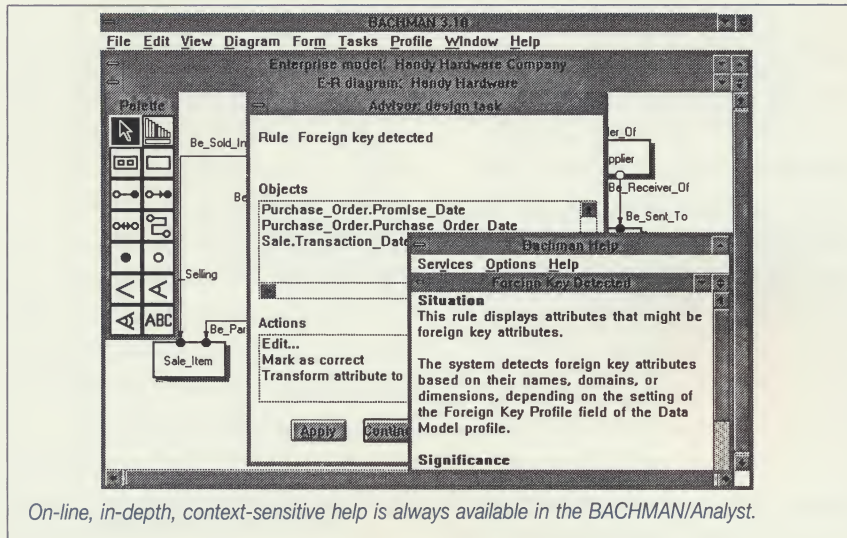 BACHMAN 3.10
File Edit View Diagram Form Tasks Profile Window Help
Enterprise model: Handy Hardware Company
E-R diagram: Handy Hardware
Palette
ABC
Be_Sold_In
Be
_Selling
Be_Par
Sale_Item
Advisor: design task
Rule Foreign key detected
Objects
Purchase_Order.Promise_Date
Purchase_Order.Purchase_Order_Date
Sale.Transaction_Date
Actions
Edit...
Mark as correct
Transform attribute to
Apply Continu
er_Of
pplier
Be_Receiver_Of
Be_Sent_To
Bachman Help
Services Options Help
Foreign Key Detected
Situation
This rule displays attributes that might be
foreign key attributes.
The system detects foreign key attributes
based on their names, domains, or
dimensions, depending on the setting of
the Foreign Key Profile field of the Data
Model profile.
Significance
On-line, in-depth, context-sensitive help is always available in the BACHMAN/Analyst.